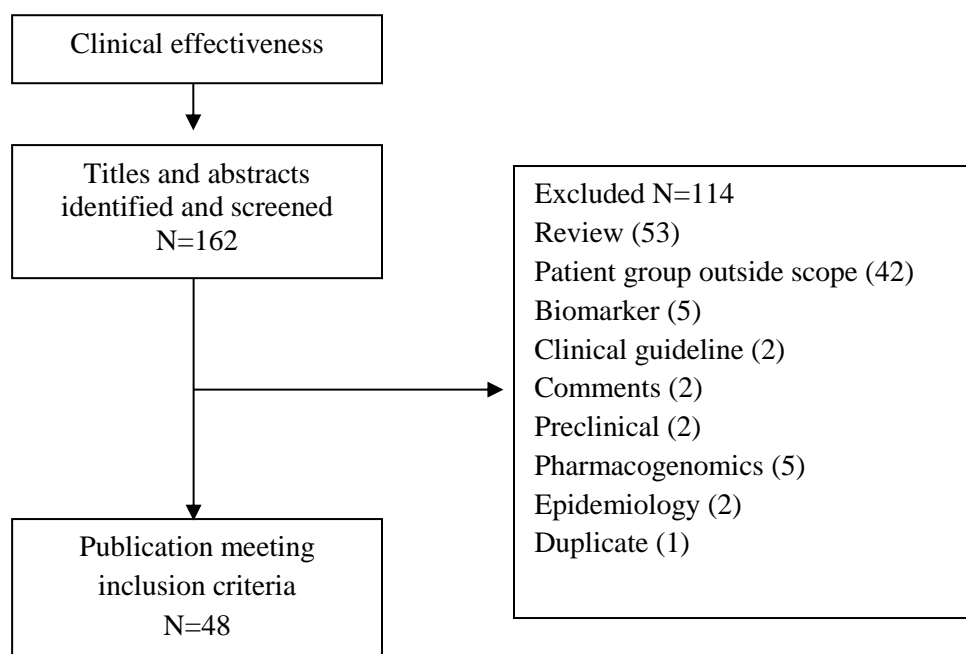 Clinical effectiveness
Titles and abstracts
identified and screened
N=162
Excluded N=114
Review (53)
Patient group outside scope (42)
Biomarker (5)
Clinical guideline (2)
Comments (2)
Preclinical (2)
Pharmacogenomics (5)
Epidemiology (2)
Duplicate (1)
Publication meeting
inclusion criteria
N=48